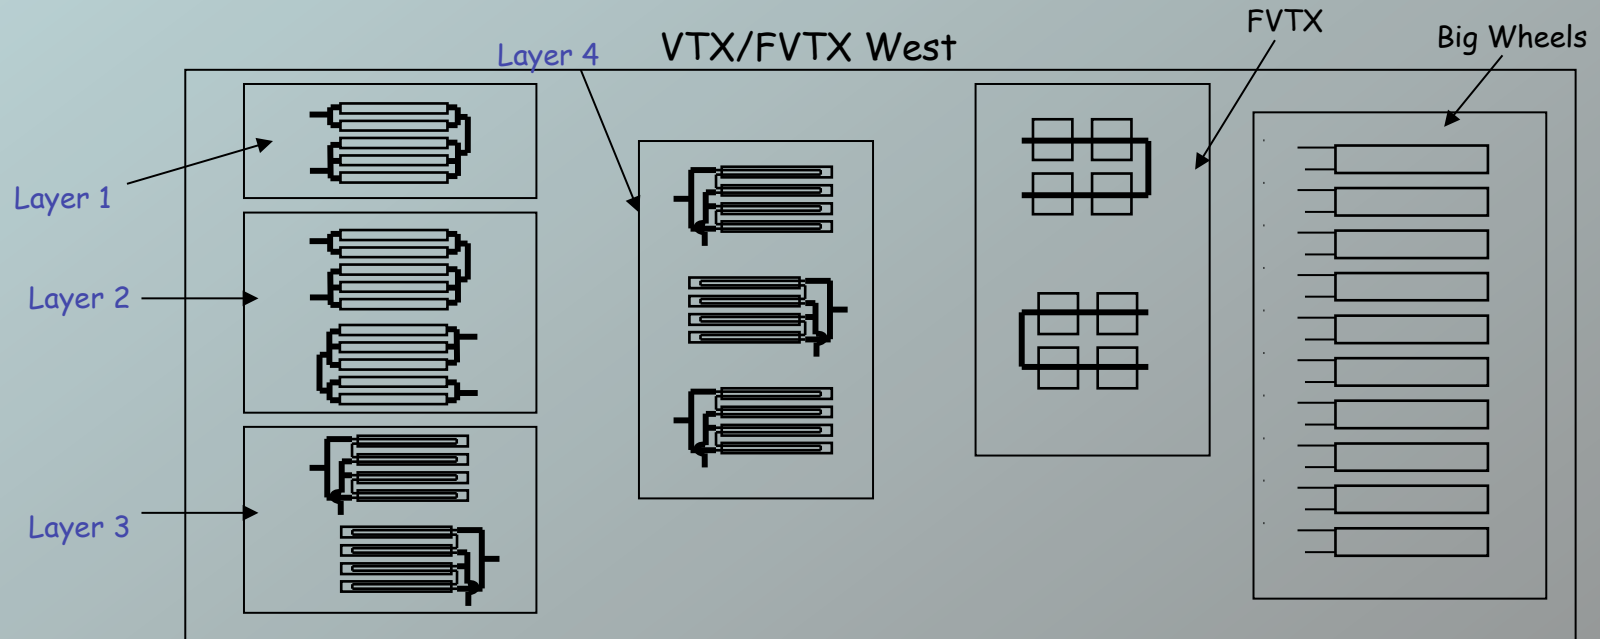 FVTX
Big Wheels
VTX/FVTX West
Layer 4
Layer 1
Layer 2
Layer 3